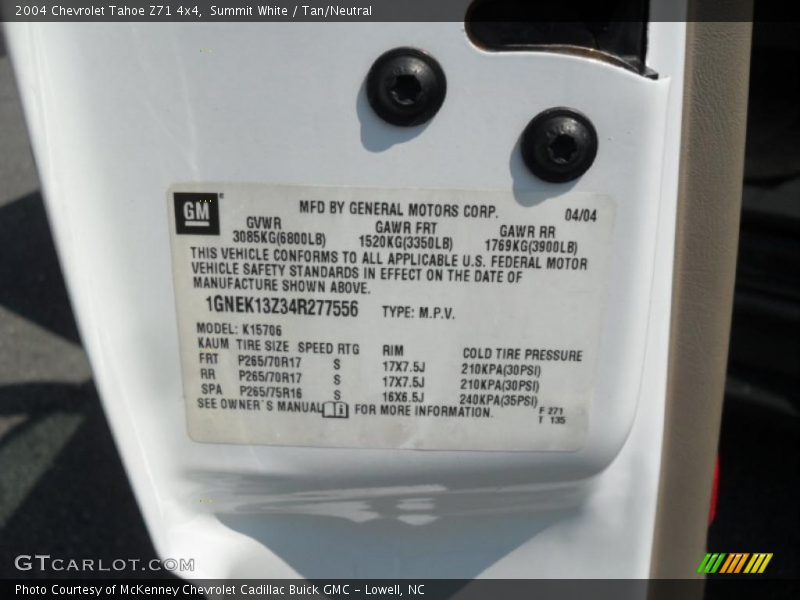 2004 Chevrolet Tahoe Z71 4x4, Summit White / Tan/Neutral
GM
MFD BY GENERAL MOTORS CORP. 04/04
GVWR GAWR FRT GAWR RR
3085KG(6800LB) 1520KG(3350LB) 1769KG(3900LB)
THIS VEHICLE CONFORMS TO ALL APPLICABLE U.S. FEDERAL MOTOR
VEHICLE SAFETY STANDARDS IN EFFECT ON THE DATE OF
MANUFACTURE SHOWN ABOVE.
1GNEK13Z34R277556 TYPE: M.P.V.
MODEL: K15706
KAUM TIRE SIZE SPEED RTG RIM COLD TIRE PRESSURE
FRT P265/70R17 S 17X7.5J 210KPA(30PSI)
RR P265/70R17 S 17X7.5J 210KPA(30PSI)
SPA P265/75R16 S 16X6.5J 240KPA(35PSI)
SEE OWNER'S MANUAL FOR MORE INFORMATION.
F 271
T 135
GTCARLOT.COM
Photo Courtesy of McKenney Chevrolet Cadillac Buick GMC - Lowell, NC